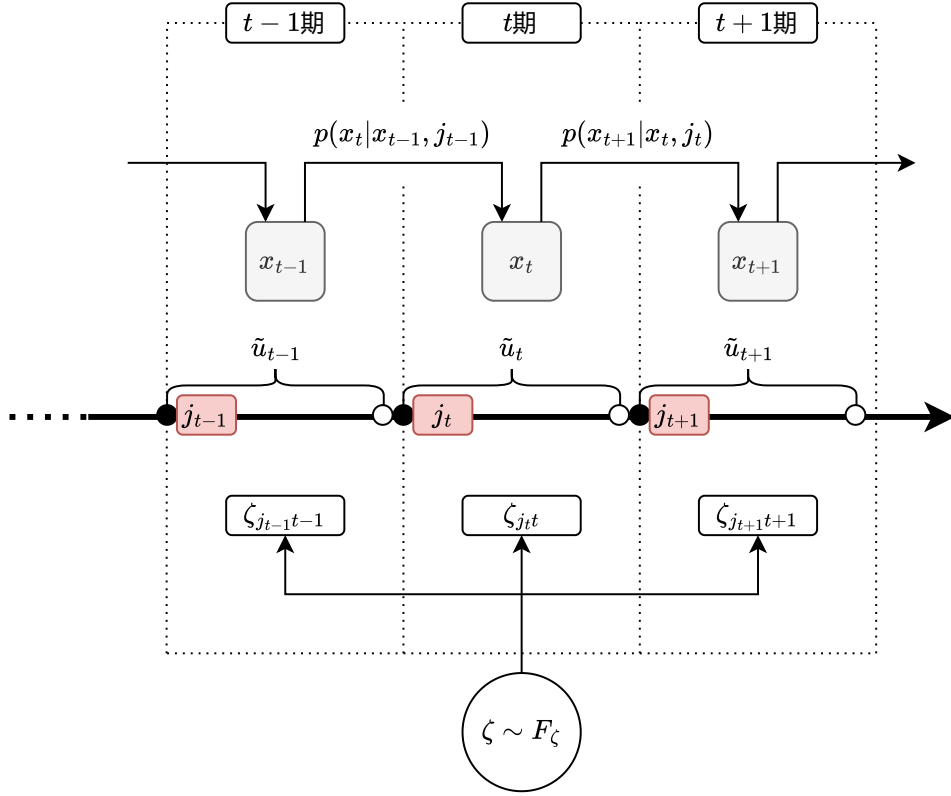 t − 1期
t期
t + 1期
p(x_t|x_{t−1}, j_{t−1})
p(x_{t+1}|x_t, j_t)
x_{t−1}
x_t
x_{t+1}
ũ_{t−1}
ũ_t
ũ_{t+1}
j_{t−1}
j_t
j_{t+1}
ζ_{j_{t−1}t−1}
ζ_{j_t t}
ζ_{j_{t+1}t+1}
ζ ∼ F_ζ